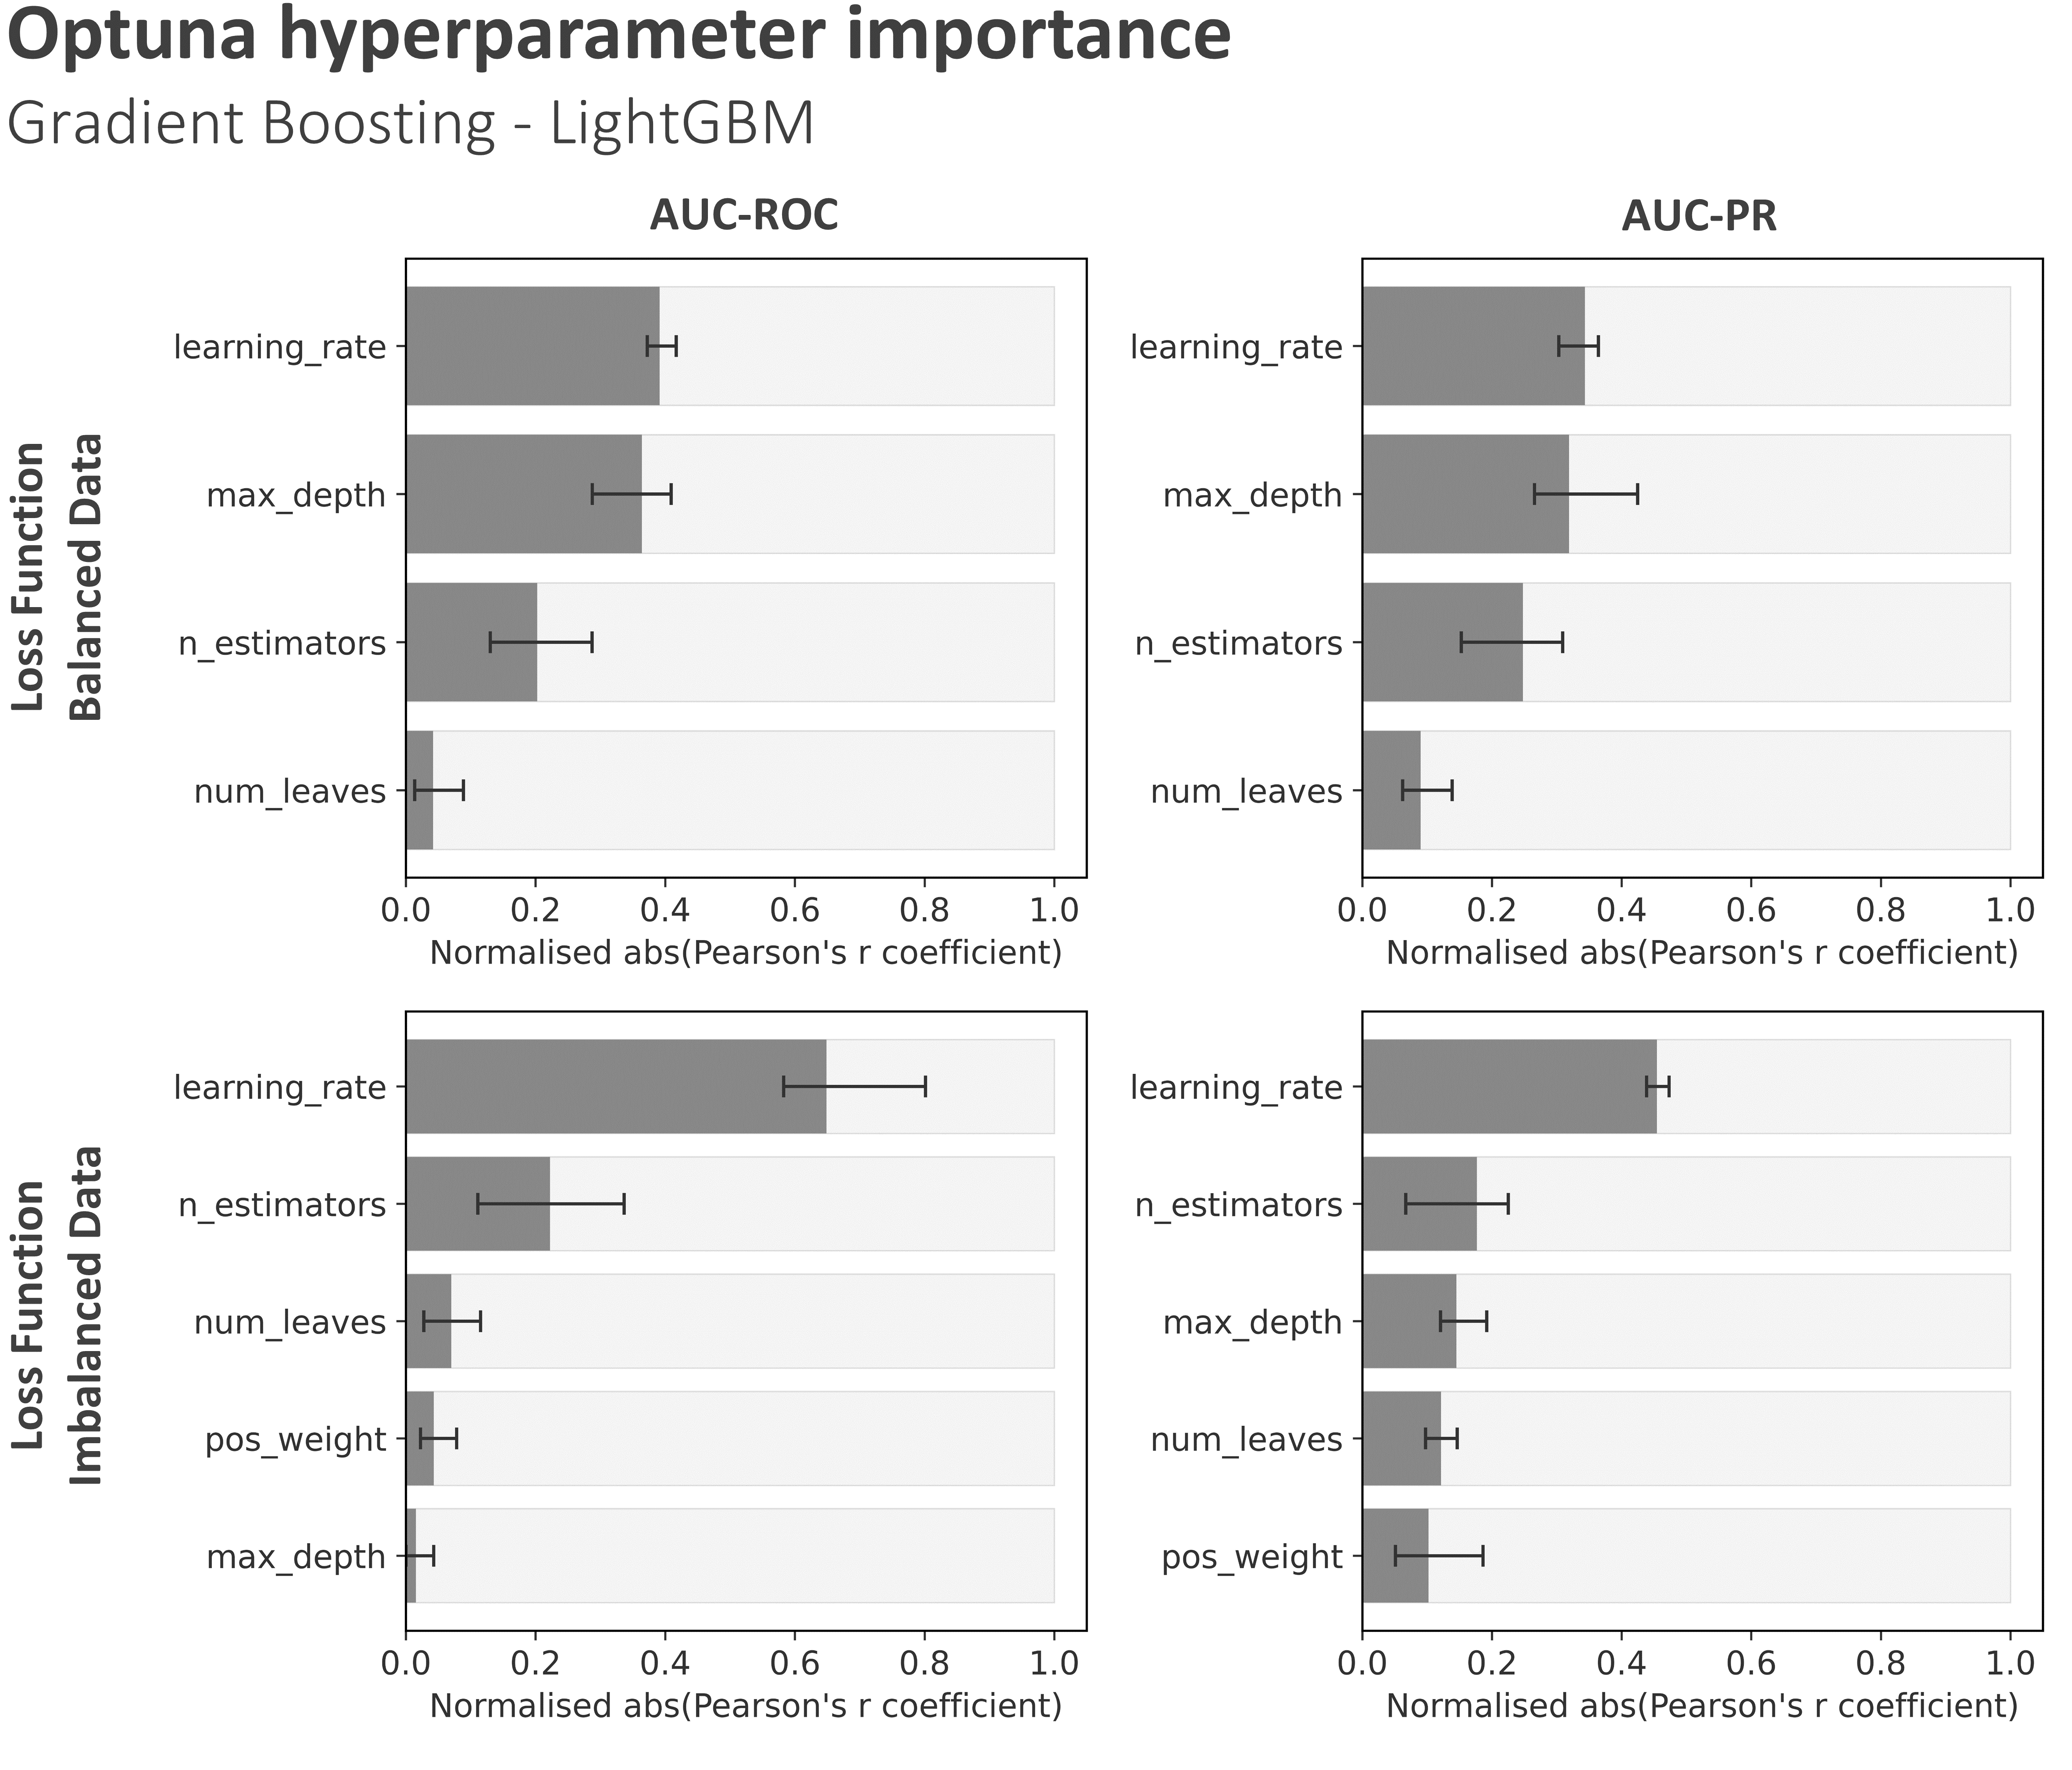 Optuna hyperparameter importance
Gradient Boosting - LightGBM
AUC-ROC
AUC-PR
Loss Function
Balanced Data
learning_rate
max_depth
n_estimators
num_leaves
0.0 0.2 0.4 0.6 0.8 1.0
Normalised abs(Pearson's r coefficient)
learning_rate
max_depth
n_estimators
num_leaves
0.0 0.2 0.4 0.6 0.8 1.0
Normalised abs(Pearson's r coefficient)
Loss Function
Imbalanced Data
learning_rate
n_estimators
num_leaves
pos_weight
max_depth
0.0 0.2 0.4 0.6 0.8 1.0
Normalised abs(Pearson's r coefficient)
learning_rate
n_estimators
max_depth
num_leaves
pos_weight
0.0 0.2 0.4 0.6 0.8 1.0
Normalised abs(Pearson's r coefficient)